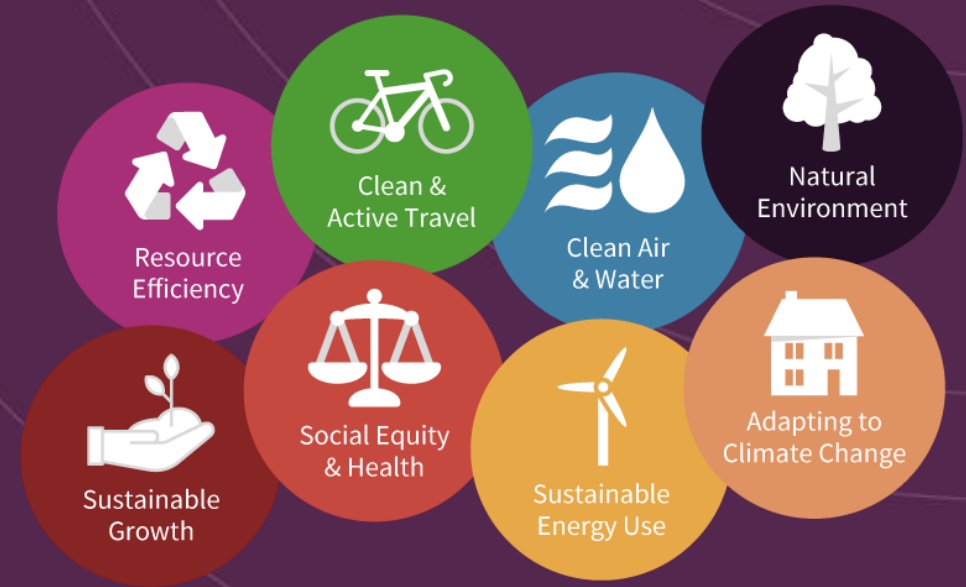 Resource
Efficiency
Clean &
Active Travel
Clean Air
& Water
Natural
Environment
Sustainable
Growth
Social Equity
& Health
Sustainable
Energy Use
Adapting to
Climate Change